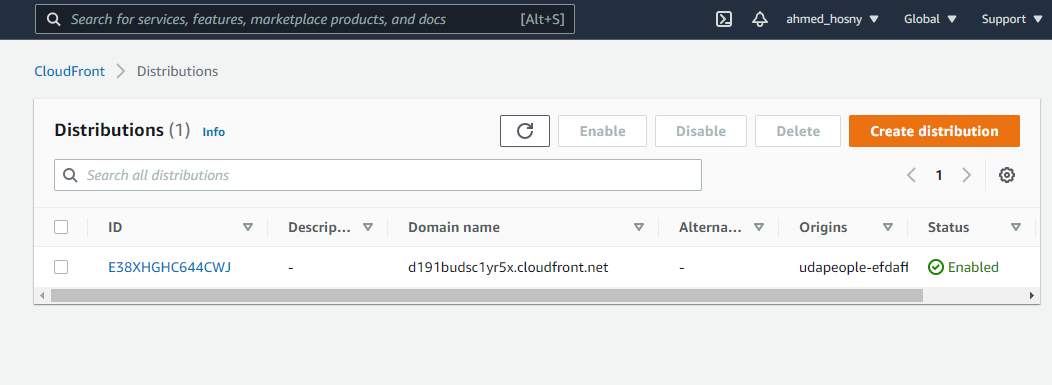 Search for services, features, marketplace products, and docs [Alt+S] ahmed_hosny Global Support
CloudFront Distributions
Distributions (1) Info Enable Disable Delete Create distribution
Search all distributions 1
ID Descrip... Domain name Alterna... Origins Status
E38XHGHC644CWJ - d191budsc1yr5x.cloudfront.net - udapeople-efdaff Enabled